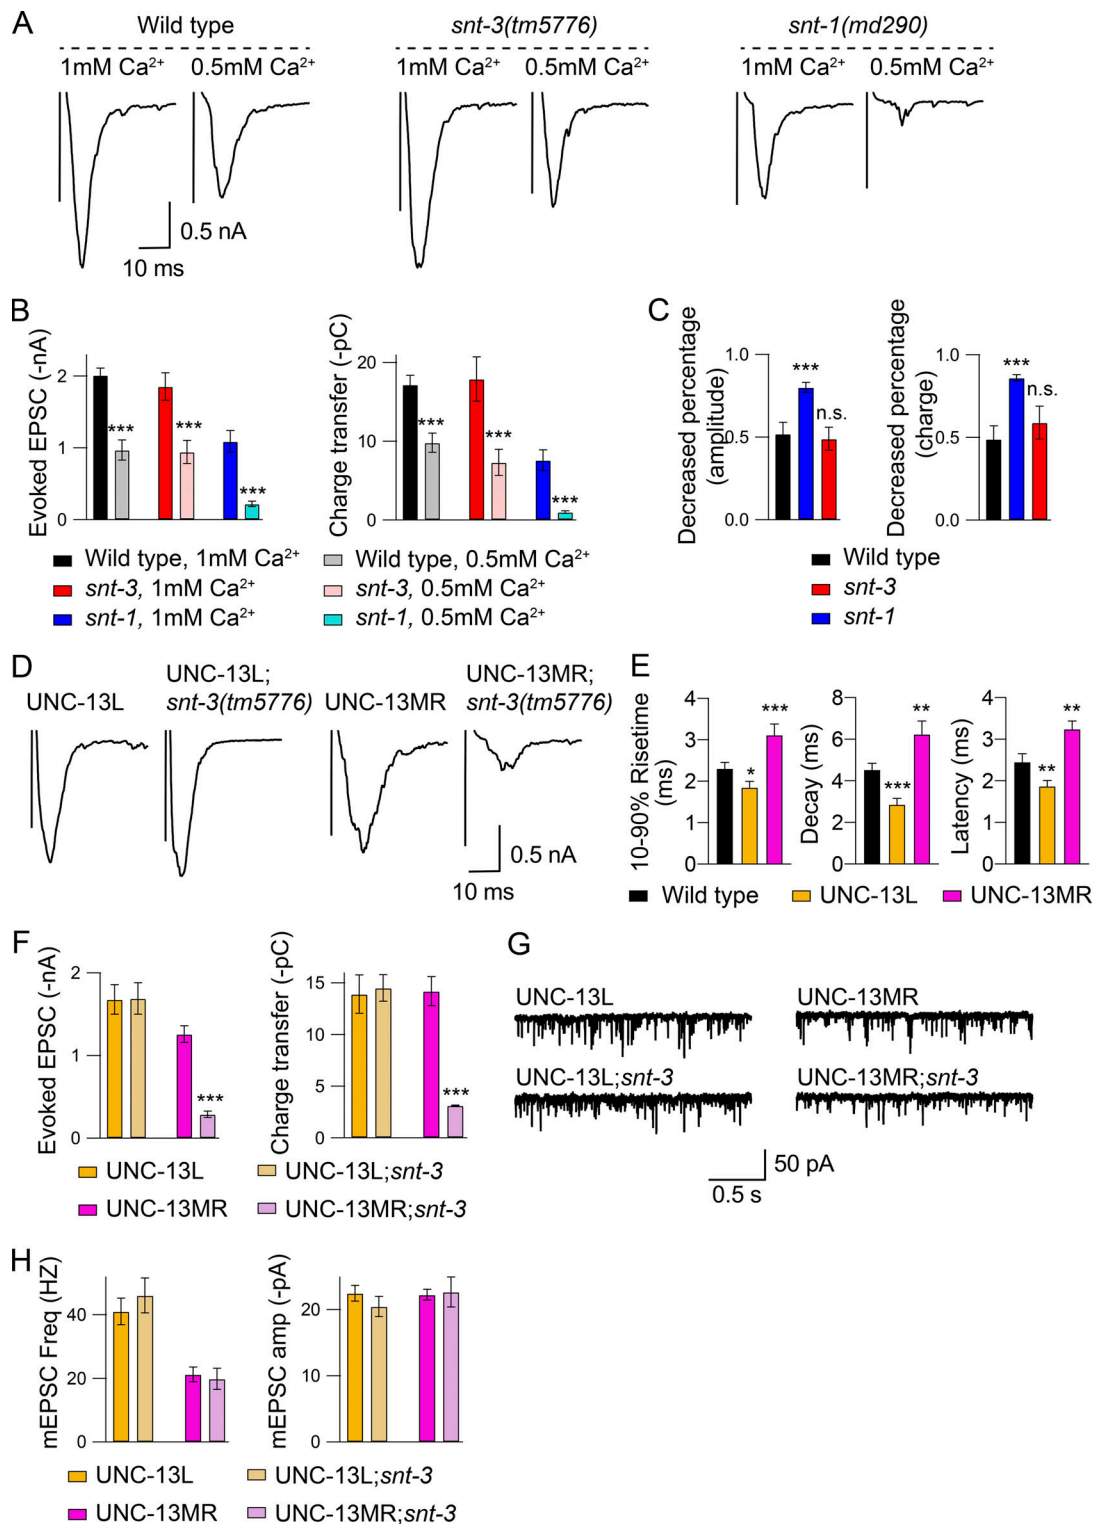 A
Wild type
snt-3(tm5776)
snt-1(md290)
1mM Ca²⁺
0.5mM Ca²⁺
1mM Ca²⁺
0.5mM Ca²⁺
1mM Ca²⁺
0.5mM Ca²⁺
0.5 nA
10 ms
B
Evoked EPSC (-nA)
2
1
0
***
***
***
Charge transfer (-pC)
20
10
0
***
***
***
Wild type, 1mM Ca²⁺
Wild type, 0.5mM Ca²⁺
snt-3, 1mM Ca²⁺
snt-3, 0.5mM Ca²⁺
snt-1, 1mM Ca²⁺
snt-1, 0.5mM Ca²⁺
C
Decreased percentage
(amplitude)
1.0
0.5
0.0
***
n.s.
Decreased percentage
(charge)
1.0
0.5
0.0
***
n.s.
Wild type
snt-3
snt-1
D
UNC-13L
UNC-13L;
snt-3(tm5776)
UNC-13MR
UNC-13MR;
snt-3(tm5776)
0.5 nA
10 ms
E
10-90% Risetime
(ms)
4
3
2
1
0
*
***
Decay (ms)
8
6
4
2
0
***
**
Latency (ms)
4
3
2
1
0
**
**
Wild type
UNC-13L
UNC-13MR
F
Evoked EPSC (-nA)
2
1
0
***
Charge transfer (-pC)
15
10
5
0
***
UNC-13L
UNC-13L;snt-3
UNC-13MR
UNC-13MR;snt-3
G
UNC-13L
UNC-13MR
UNC-13L;snt-3
UNC-13MR;snt-3
50 pA
0.5 s
H
mEPSC Freq (HZ)
40
20
0
mEPSC amp (-pA)
20
10
0
UNC-13L
UNC-13L;snt-3
UNC-13MR
UNC-13MR;snt-3